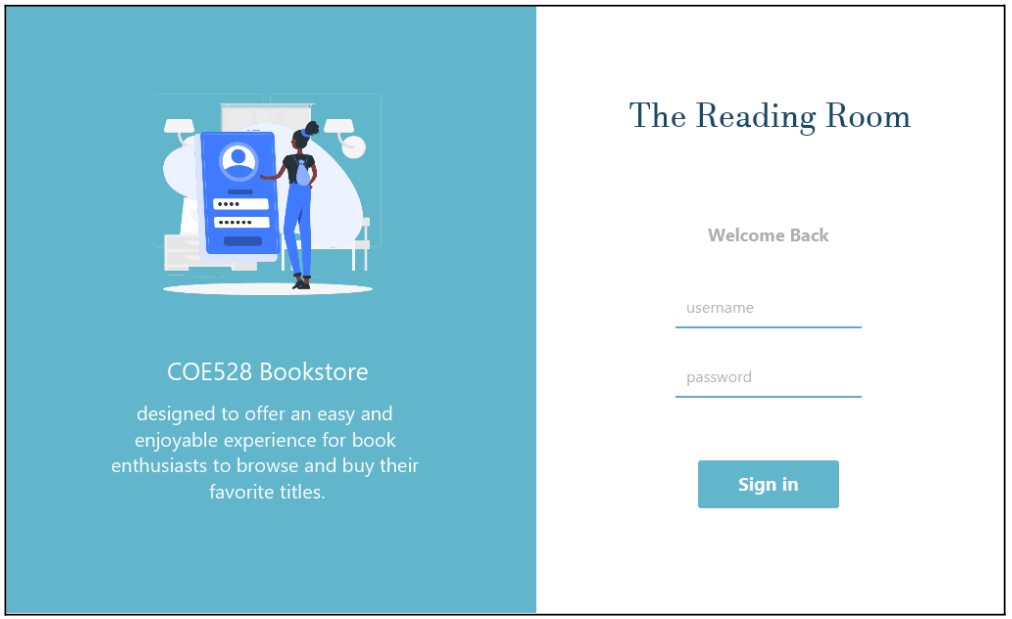 COE528 Bookstore
designed to offer an easy and
enjoyable experience for book
enthusiasts to browse and buy their
favorite titles.
The Reading Room
Welcome Back
username
password
Sign in